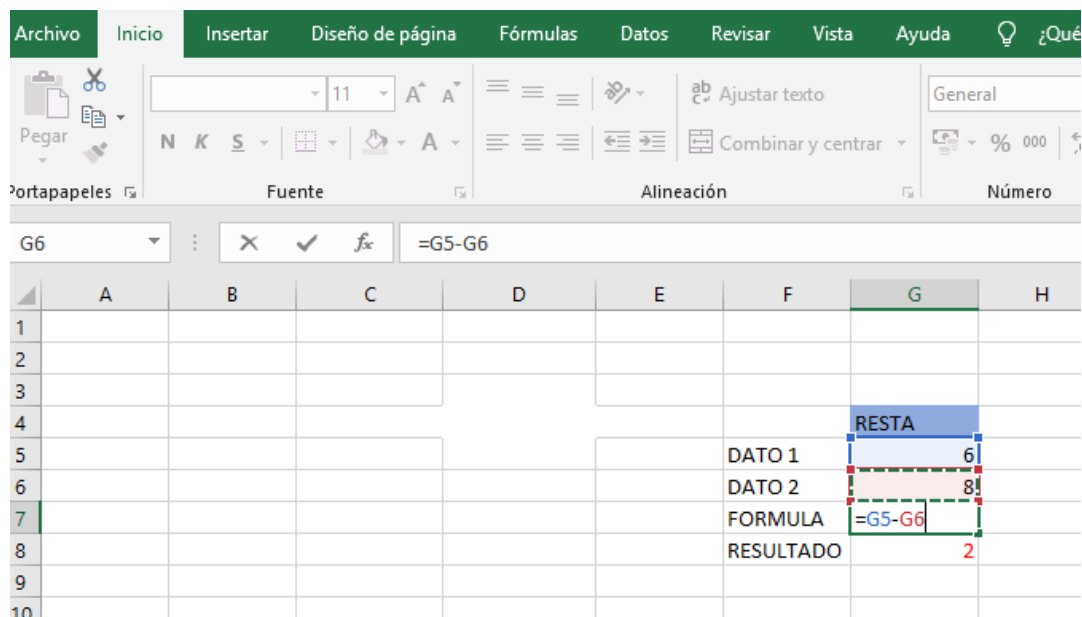 Archivo Inicio Insertar Diseño de página Fórmulas Datos Revisar Vista Ayuda ¿Qué
11 A A ab Ajustar texto General
Pegar N K S A Combinar y centrar % 000
Portapapeles Fuente Alineación Número
G6 fx =G5-G6
A B C D E F G H
1
2
3
4 RESTA
5 DATO 1 6
6 DATO 2 8
7 FORMULA =G5-G6
8 RESULTADO 2
9
10